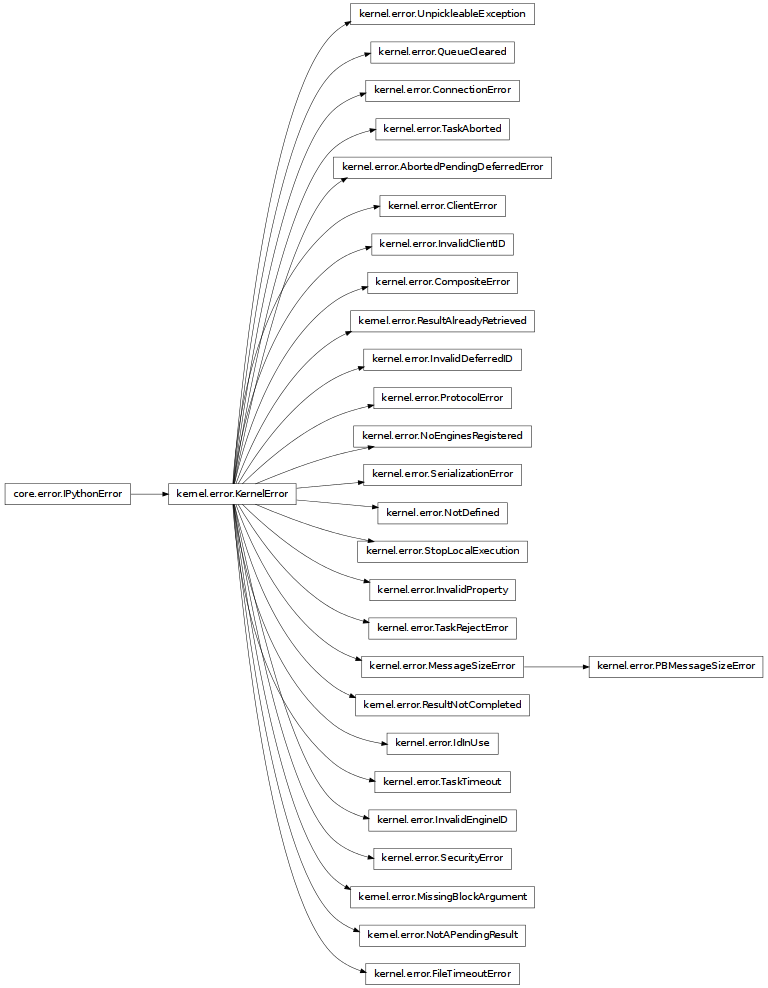 kernel.error.UnpickleableException
kernel.error.QueueCleared
kernel.error.ConnectionError
kernel.error.TaskAborted
kernel.error.AbortedPendingDeferredError
kernel.error.ClientError
kernel.error.InvalidClientID
kernel.error.CompositeError
kernel.error.ResultAlreadyRetrieved
kernel.error.InvalidDeferredID
kernel.error.ProtocolError
kernel.error.NoEnginesRegistered
kernel.error.SerializationError
core.error.IPythonError
kernel.error.KernelError
kernel.error.NotDefined
kernel.error.StopLocalExecution
kernel.error.InvalidProperty
kernel.error.TaskRejectError
kernel.error.MessageSizeError
kernel.error.PBMessageSizeError
kernel.error.ResultNotCompleted
kernel.error.IdInUse
kernel.error.TaskTimeout
kernel.error.InvalidEngineID
kernel.error.SecurityError
kernel.error.MissingBlockArgument
kernel.error.NotAPendingResult
kernel.error.FileTimeoutError